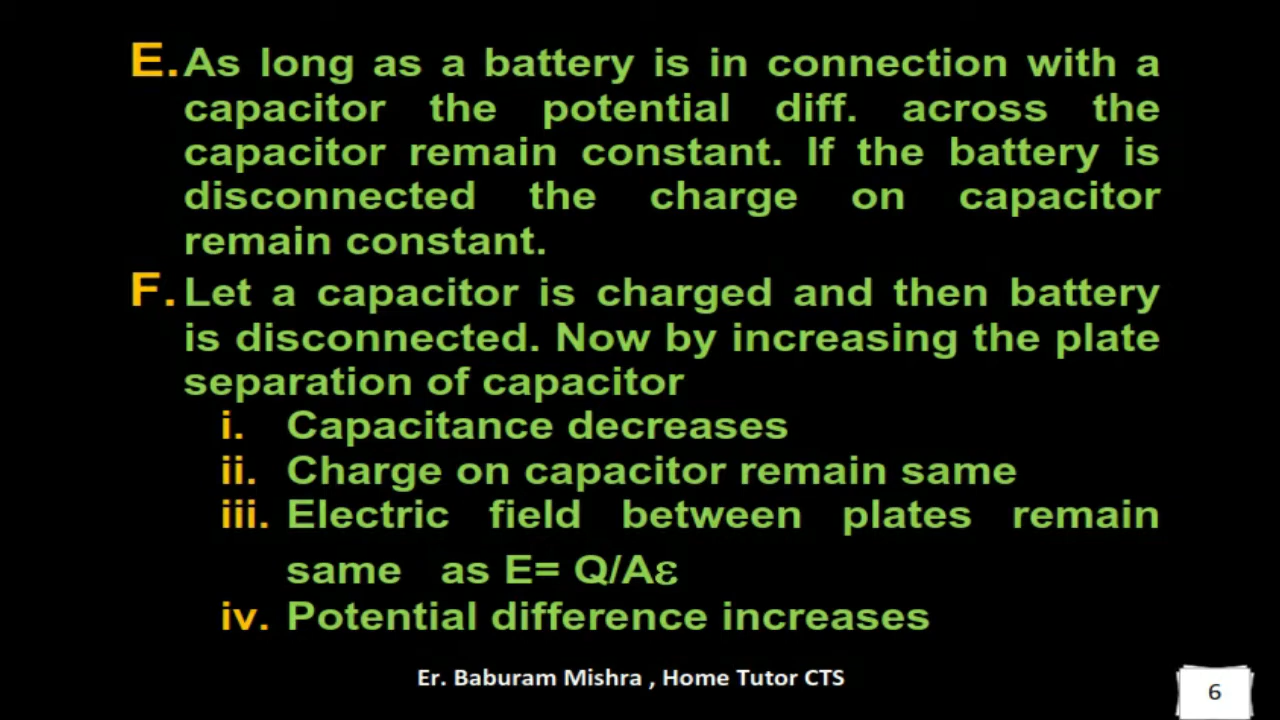 E. As long as a battery is in connection with a
capacitor the potential diff. across the
capacitor remain constant. If the battery is
disconnected the charge on capacitor
remain constant.
F. Let a capacitor is charged and then battery
is disconnected. Now by increasing the plate
separation of capacitor
i. Capacitance decreases
ii. Charge on capacitor remain same
iii. Electric field between plates remain
same as E= Q/Aε
iv. Potential difference increases
Er. Baburam Mishra , Home Tutor CTS
6